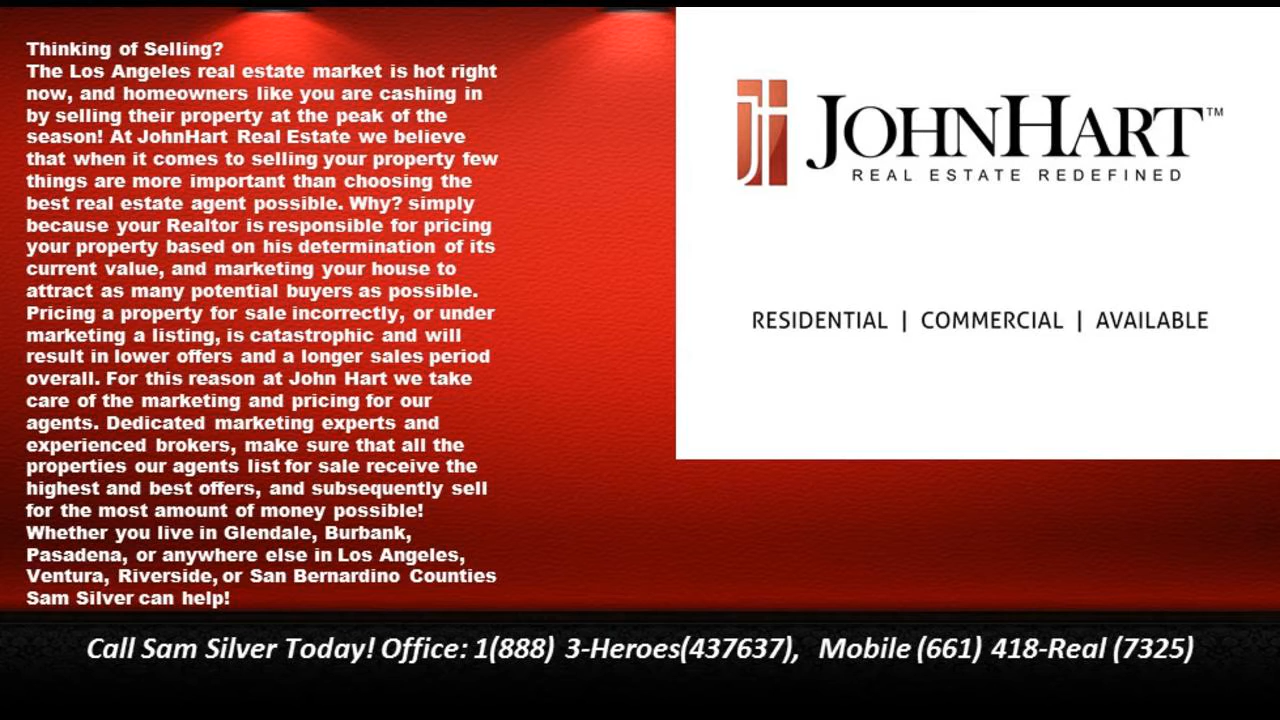 Thinking of Selling?
The Los Angeles real estate market is hot right
now, and homeowners like you are cashing in
by selling their property at the peak of the
season! At JohnHart Real Estate we believe
that when it comes to selling your property few
things are more important than choosing the
best real estate agent possible. Why? simply
because your Realtor is responsible for pricing
your property based on his determination of its
current value, and marketing your house to
attract as many potential buyers as possible.
Pricing a property for sale incorrectly, or under
marketing a listing, is catastrophic and will
result in lower offers and a longer sales period
overall. For this reason at John Hart we take
care of the marketing and pricing for our
agents. Dedicated marketing experts and
experienced brokers, make sure that all the
properties our agents list for sale receive the
highest and best offers, and subsequently sell
for the most amount of money possible!
Whether you live in Glendale, Burbank,
Pasadena, or anywhere else in Los Angeles,
Ventura, Riverside, or San Bernardino Counties
Sam Silver can help!
JOHNHART™
REAL ESTATE REDEFINED
RESIDENTIAL | COMMERCIAL | AVAILABLE
Call Sam Silver Today! Office: 1(888) 3-Heroes(437637), Mobile (661) 418-Real (7325)